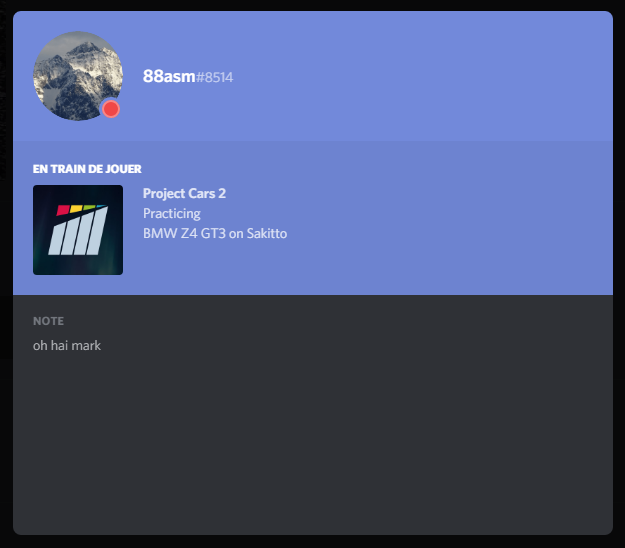 88asm#8514
EN TRAIN DE JOUER
Project Cars 2
Practicing
BMW Z4 GT3 on Sakitto
NOTE
oh hai mark